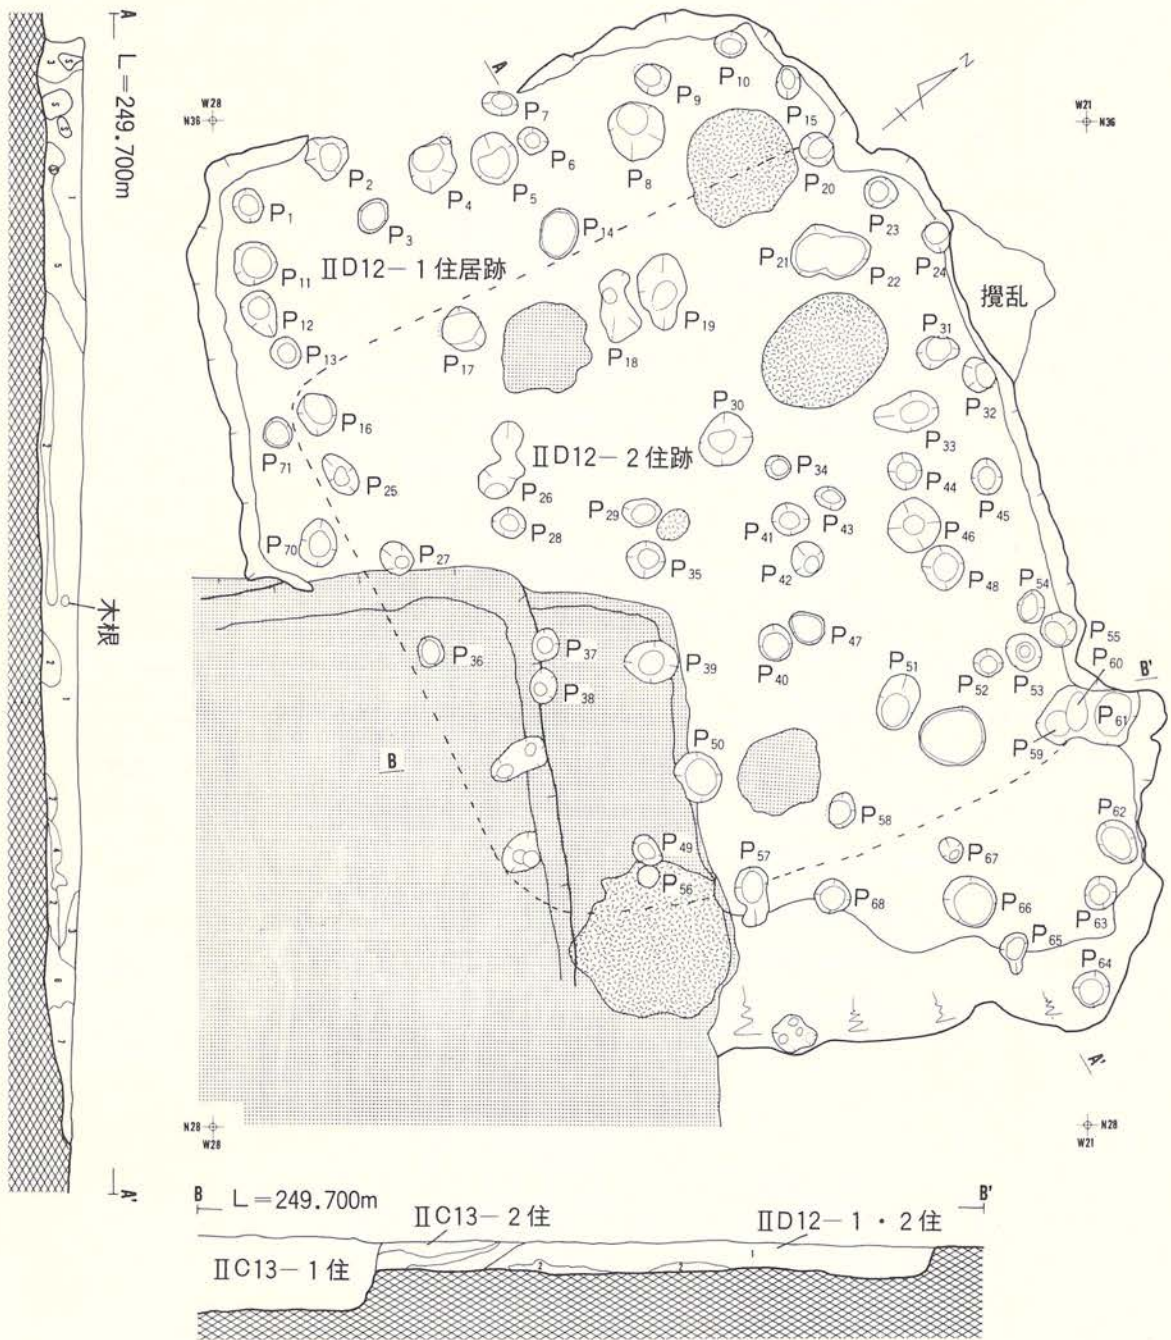 A
L=249.700m
木根
A'
A
N
W28
N36
W21
N36
P10
P9
P15
P7
P6
P8
P20
P2
P4
P5
P23
P1
P3
P14
P21
P22
P24
ⅡD12-1住居跡
攪乱
P11
P12
P19
P31
P13
P17
P18
P32
P30
P16
P33
P71
ⅡD12-2住跡
P34
P44
P25
P26
P45
P29
P43
P28
P41
P46
P70
P27
P35
P42
P48
P54
P47
P55
P36
P37
P39
P40
P51
P52
P53
P60
B'
P38
P61
P59
B
P50
P58
P62
P49
P67
P57
P56
P68
P66
P63
P65
P64
A'
N28
W28
N28
W21
B
L=249.700m
B'
ⅡC13-2住
ⅡD12-1・2住
ⅡC13-1住
1
2
2